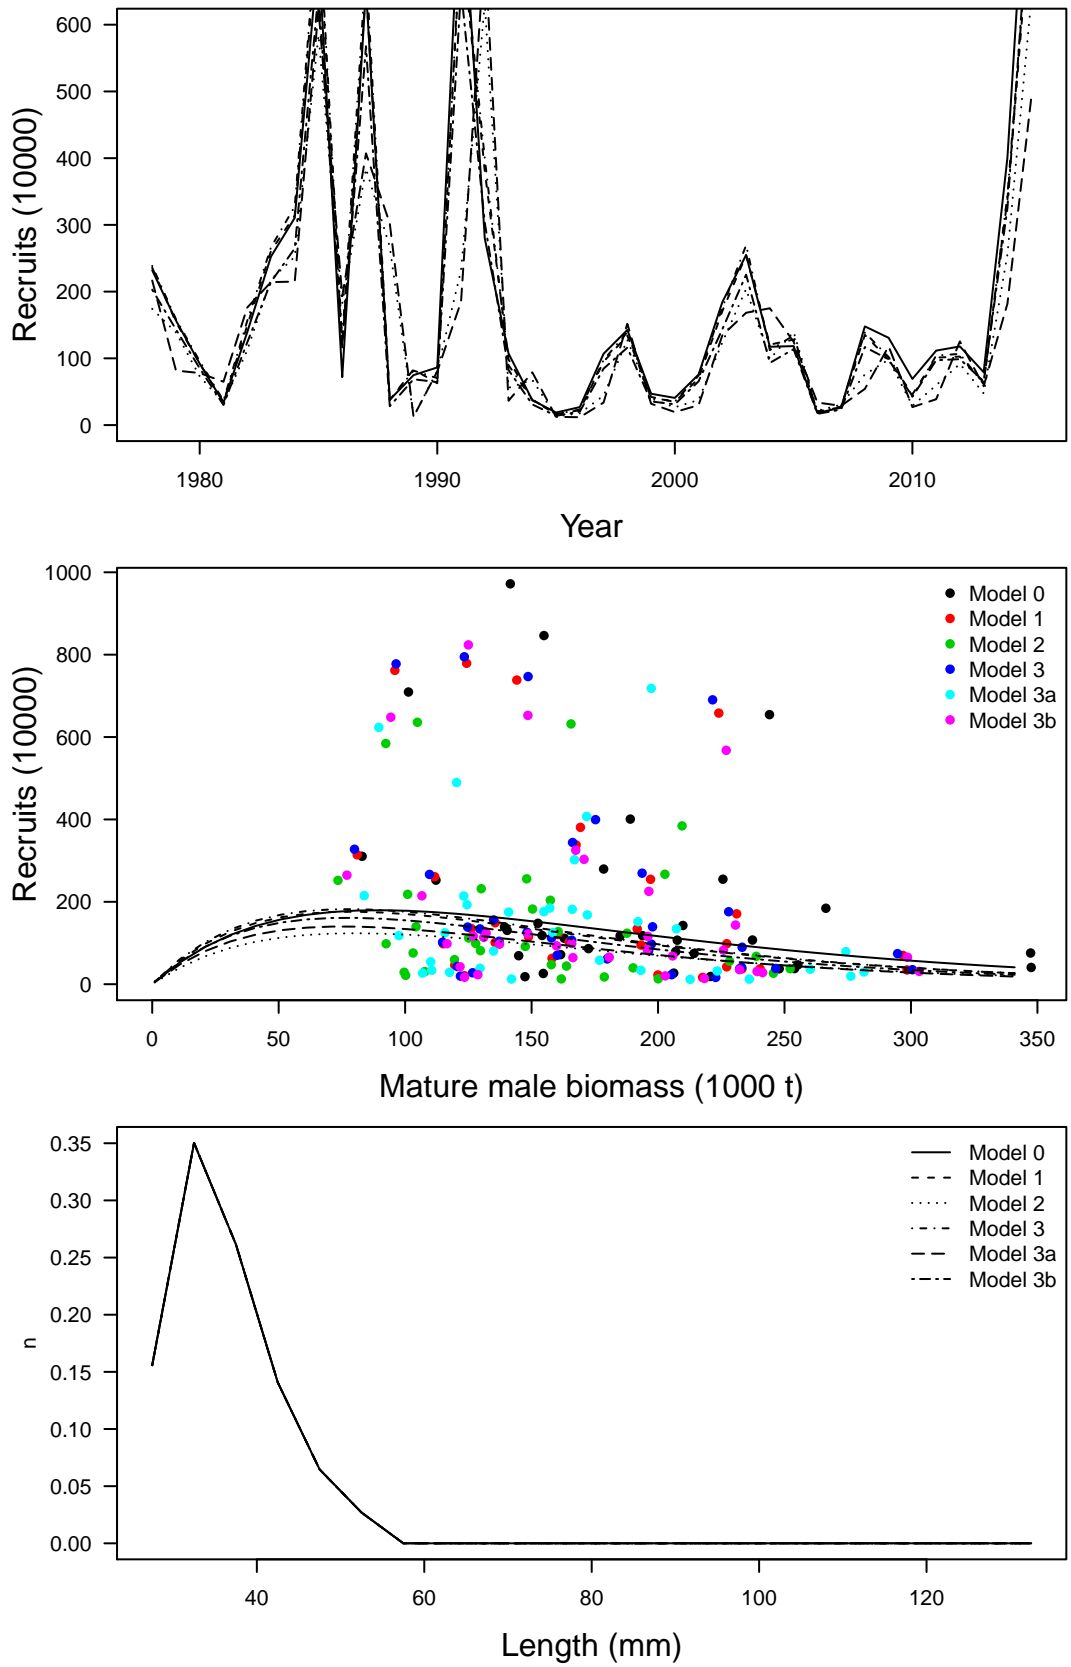 600
500
400
300
200
100
0
Recruits (10000)
1980 1990 2000 2010
Year
1000
800
600
400
200
0
Recruits (10000)
Model 0
Model 1
Model 2
Model 3
Model 3a
Model 3b
0 50 100 150 200 250 300 350
Mature male biomass (1000 t)
0.35
0.30
0.25
0.20
0.15
0.10
0.05
0.00
n
Model 0
Model 1
Model 2
Model 3
Model 3a
Model 3b
40 60 80 100 120
Length (mm)